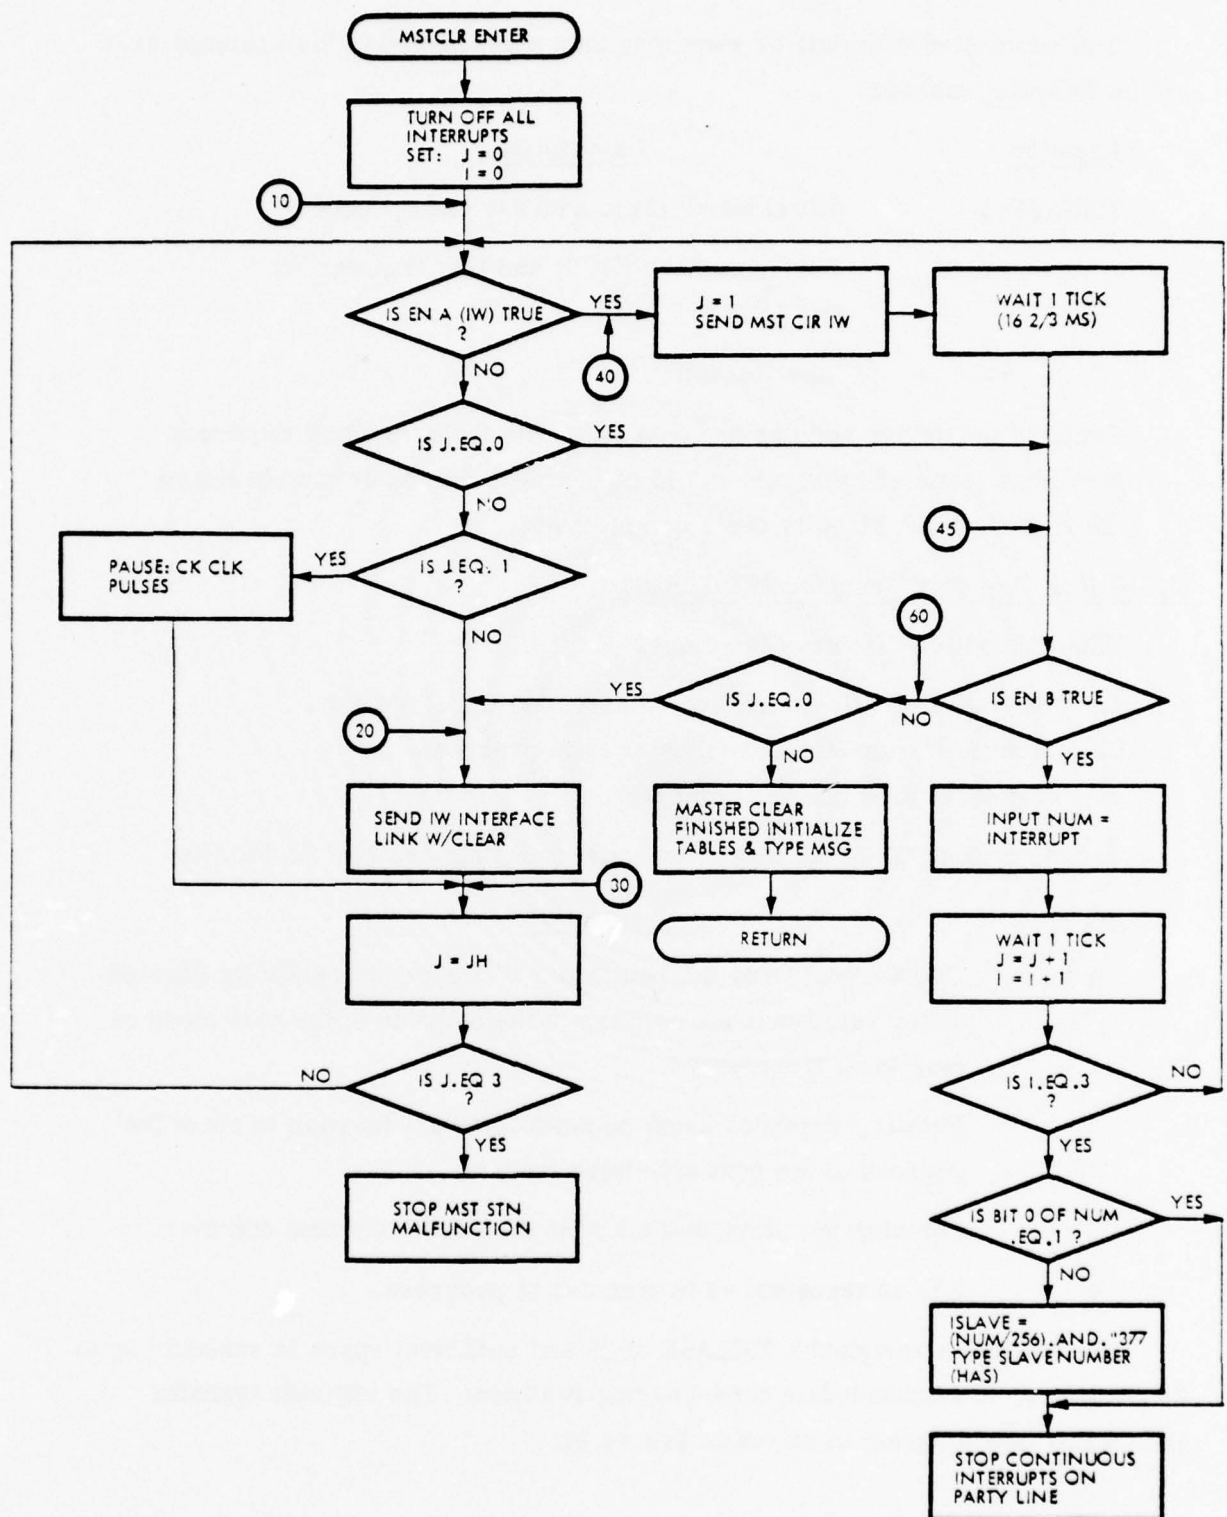 MSTCLR ENTER
TURN OFF ALL
INTERRUPTS
SET: J = 0
I = 0
10
IS EN A (IW) TRUE
?
YES
NO
40
J = 1
SEND MST CIR IW
WAIT 1 TICK
(16 2/3 MS)
IS J.EQ.0
YES
NO
45
PAUSE: CK CLK
PULSES
YES
IS J.EQ. 1
?
NO
60
YES
IS J.EQ.0
NO
IS EN B TRUE
NO
YES
20
SEND IW INTERFACE
LINK W/CLEAR
MASTER CLEAR
FINISHED INITIALIZE
TABLES & TYPE MSG
INPUT NUM =
INTERRUPT
30
RETURN
J = JH
WAIT 1 TICK
J = J + 1
I = I + 1
NO
IS J.EQ 3
?
YES
IS I.EQ.3
?
NO
YES
STOP MST STN
MALFUNCTION
IS BIT 0 OF NUM
.EQ.1 ?
YES
NO
ISLAVE =
(NUM/256).AND."377
TYPE SLAVE NUMBER
(HAS)
STOP CONTINUOUS
INTERRUPTS ON
PARTY LINE